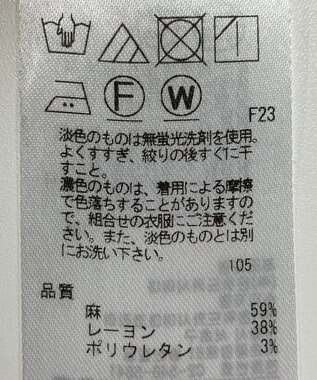 F W
F23
淡色のものは無蛍光洗剤を使用。
よくすすぎ、絞りの後すぐに干
すこと。
濃色のものは、着用による摩擦
で色落ちすることがありますの
で、組合せの衣服にご注意くださ
い。また、淡色のものとは別
にお洗い下さい。
105
品質
麻 59%
レーヨン 38%
ポリウレタン 3%